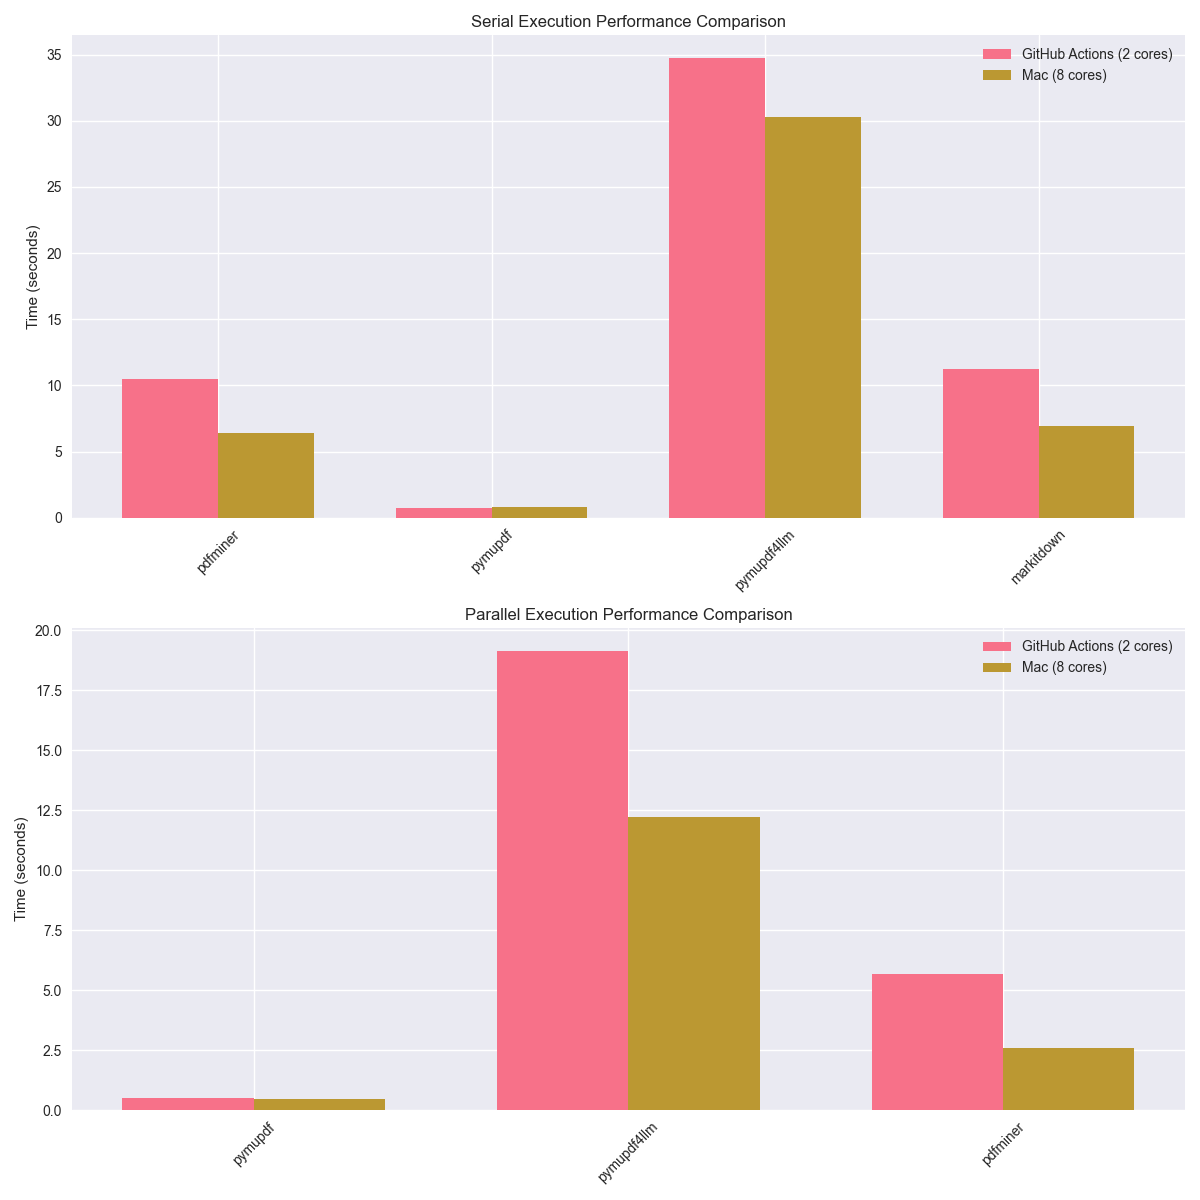 Serial Execution Performance Comparison
GitHub Actions (2 cores)
Mac (8 cores)
Time (seconds)
35
30
25
20
15
10
5
0
pdfminer
pymupdf
pymupdf4llm
markitdown
Parallel Execution Performance Comparison
GitHub Actions (2 cores)
Mac (8 cores)
Time (seconds)
20.0
17.5
15.0
12.5
10.0
7.5
5.0
2.5
0.0
pymupdf
pymupdf4llm
pdfminer